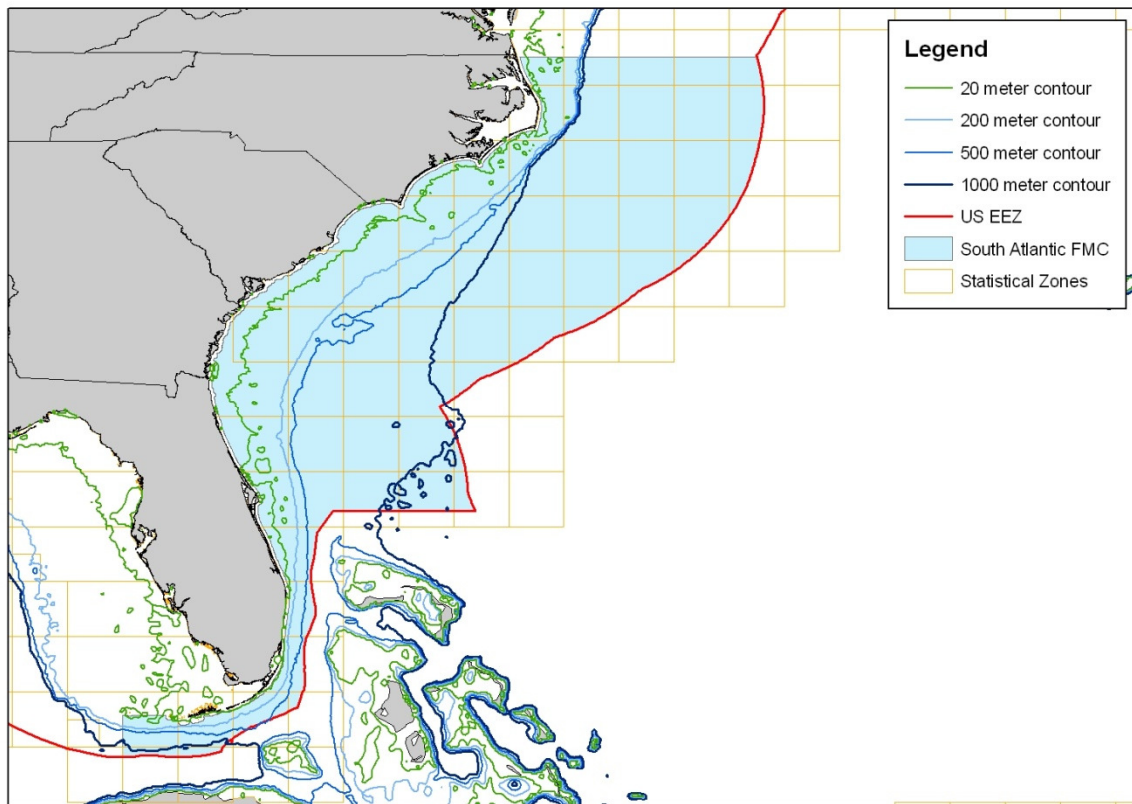 Legend
20 meter contour
200 meter contour
500 meter contour
1000 meter contour
US EEZ
South Atlantic FMC
Statistical Zones